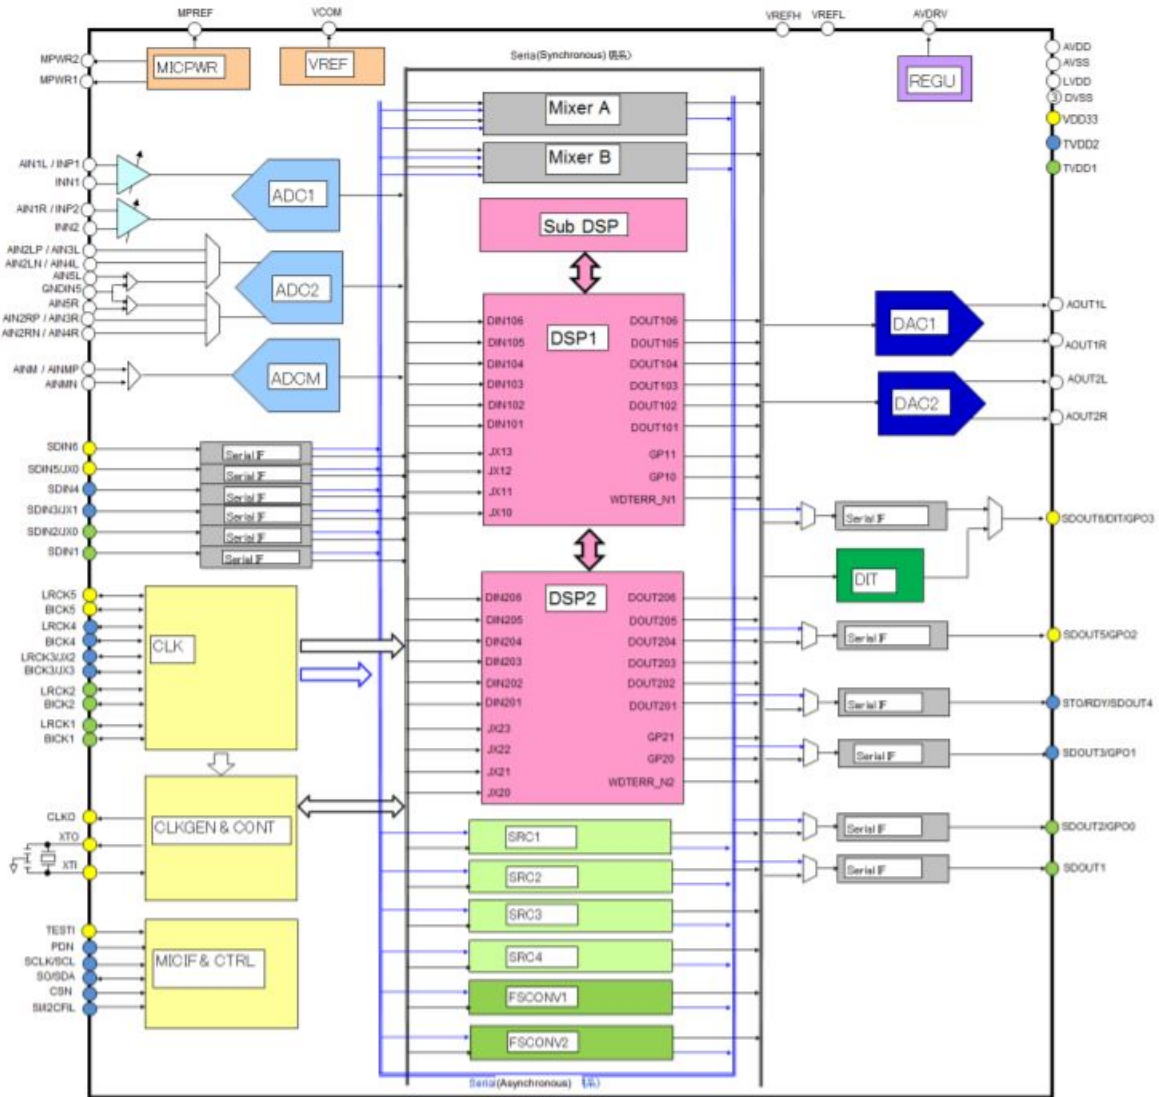 MPREF
VCOM
VREFH
VREFL
AVDRV
MPWR2
MPWR1
MICPWR
VREF
REGU
Serial(Synchronous)
AVDD
AVSS
LVDD
3 DVSS
VDD33
TVDD2
TVDD1
Mixer A
Mixer B
Sub DSP
AIN1L / INP1
INN1
AIN1R / INP2
INN2
AIN2LP / AIN3L
AIN2LN / AIN4L
AIN5L
GNDIN5
AIN5R
AIN2RP / AIN3R
AIN2RN / AIN4R
AINM / AINMP
AINMN
ADC1
ADC2
ADCM
DSP1
DIN106
DIN105
DIN104
DIN103
DIN102
DIN101
JX13
JX12
JX11
JX10
DOUT106
DOUT105
DOUT104
DOUT103
DOUT102
DOUT101
GP11
GP10
WDTERR_N1
DAC1
DAC2
AOUT1L
AOUT1R
AOUT2L
AOUT2R
SDIN6
SDIN5/JX0
SDIN4
SDIN3/JX1
SDIN2/JX0
SDIN1
Serial IF
Serial IF
Serial IF
Serial IF
Serial IF
Serial IF
LRCK5
BICK5
LRCK4
BICK4
LRCK3/JX2
BICK3/JX3
LRCK2
BICK2
LRCK1
BICK1
CLK
DSP2
DIN206
DIN205
DIN204
DIN203
DIN202
DIN201
JX23
JX22
JX21
JX20
DOUT206
DOUT205
DOUT204
DOUT203
DOUT202
DOUT201
GP21
GP20
WDTERR_N2
Serial IF
DIT
Serial IF
Serial IF
Serial IF
Serial IF
Serial IF
SDOUT6/DIT/GPO3
SDOUT5/GPO2
STO/RDY/SDOUT4
SDOUT3/GPO1
SDOUT2/GPO0
SDOUT1
CLKO
XTO
XTI
CLKGEN & CONT
TESTI
PDN
SCLK/SCL
SO/SDA
CSN
SI/I2CFIL
MICIF & CTRL
SRC1
SRC2
SRC3
SRC4
FSCONV1
FSCONV2
Serial(Asynchronous)